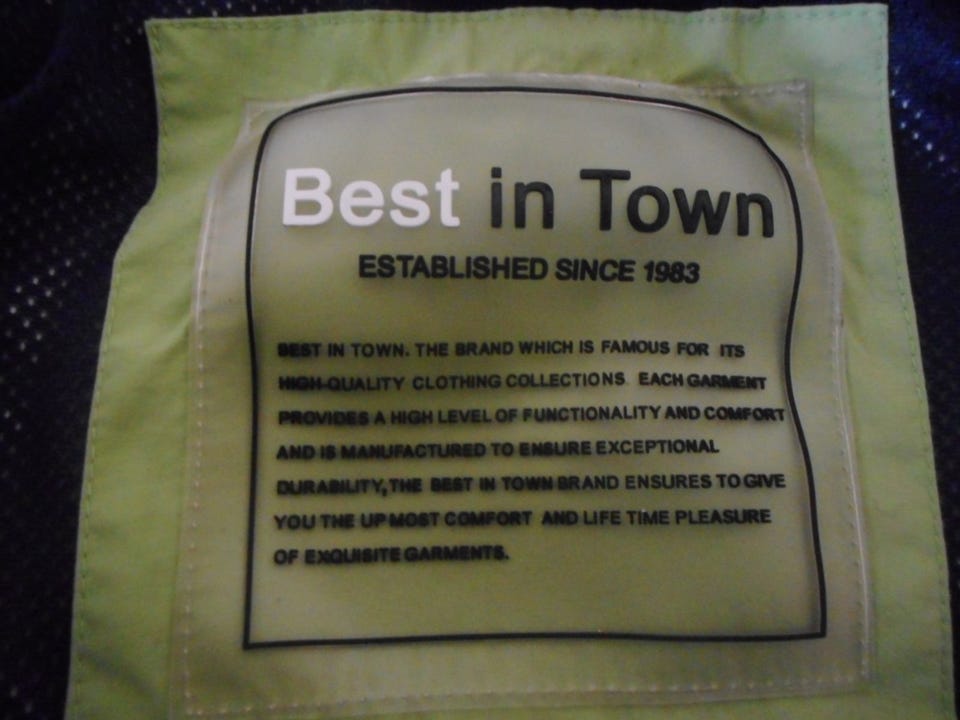 Best in Town
ESTABLISHED SINCE 1983
BEST IN TOWN. THE BRAND WHICH IS FAMOUS FOR ITS
HIGH-QUALITY CLOTHING COLLECTIONS EACH GARMENT
PROVIDES A HIGH LEVEL OF FUNCTIONALITY AND COMFORT
AND IS MANUFACTURED TO ENSURE EXCEPTIONAL
DURABILITY,THE BEST IN TOWN BRAND ENSURES TO GIVE
YOU THE UPMOST COMFORT AND LIFE TIME PLEASURE
OF EXQUISITE GARMENTS.